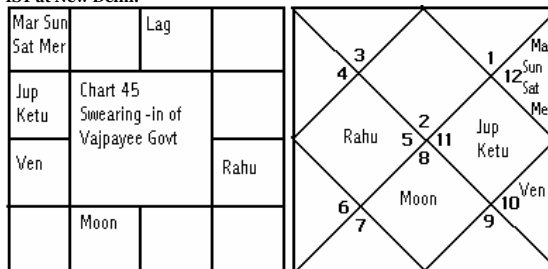 IST at New Delhi.
Mar Sun
Sat Mer
Lag
Jup
Ketu
Chart 45
Swearing -in of
Vajpayee Govt
Ven
Rahu
Moon
3
4
1
12
Ma
Sun
Sat
Me
2
5
11
8
Rahu
Jup
Ketu
Moon
6
7
Ven
10
9